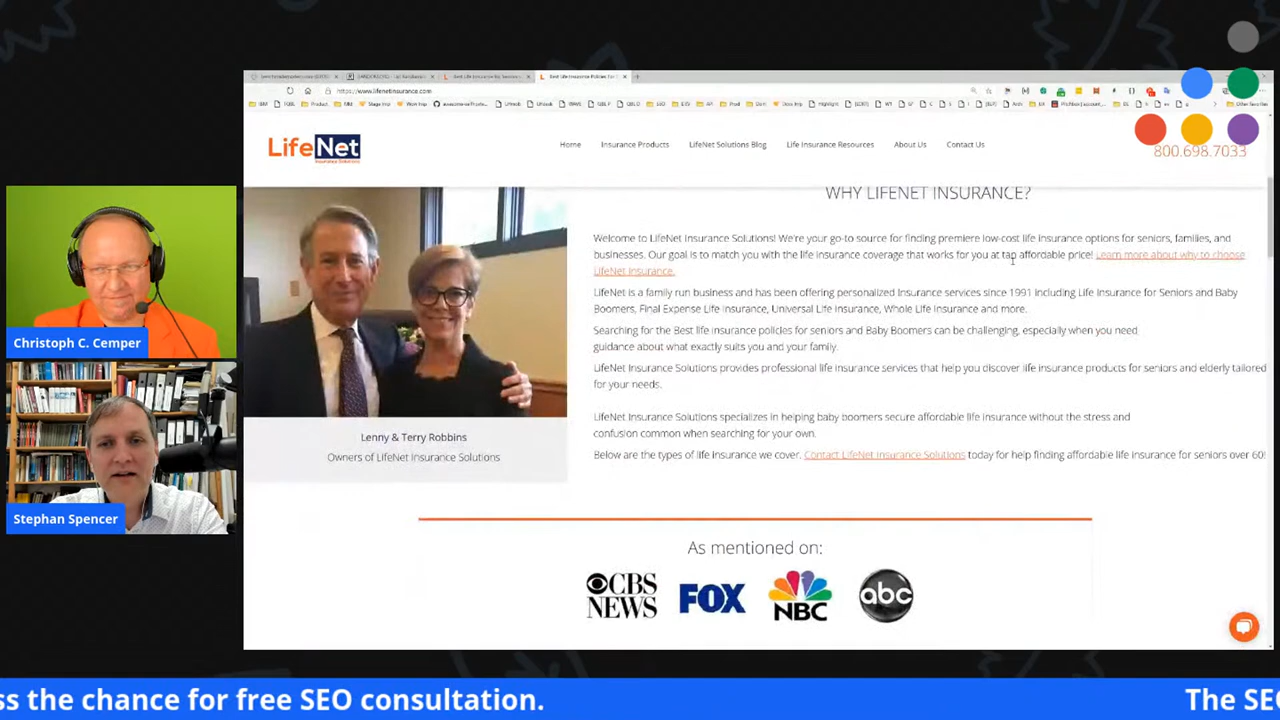 https://www.lifenetinsurance.com
LifeNet
Insurance Solutions
Home Insurance Products LifeNet Solutions Blog Life Insurance Resources About Us Contact Us
800.698.7033
WHY LIFENET INSURANCE?
Welcome to LifeNet Insurance Solutions! We're your go-to source for finding premiere low-cost life insurance options for seniors, families, and
businesses. Our goal is to match you with the life insurance coverage that works for you at tap affordable price! Learn more about why to choose
LifeNet Insurance.
LifeNet is a family run business and has been offering personalized Insurance services since 1991 including Life Insurance for Seniors and Baby
Boomers, Final Expense Life Insurance, Universal Life Insurance, Whole Life Insurance and more.
Searching for the Best life insurance policies for seniors and Baby Boomers can be challenging, especially when you need
guidance about what exactly suits you and your family.
LifeNet Insurance Solutions provides professional life insurance services that help you discover life insurance products for seniors and elderly tailored
for your needs.
LifeNet Insurance Solutions specializes in helping baby boomers secure affordable life insurance without the stress and
confusion common when searching for your own.
Below are the types of life insurance we cover. Contact LifeNet Insurance Solutions today for help finding affordable life insurance for seniors over 60!
Lenny & Terry Robbins
Owners of LifeNet Insurance Solutions
As mentioned on:
CBS NEWS FOX NBC abc
Christoph C. Cemper
Stephan Spencer
ss the chance for free SEO consultation. The SEO